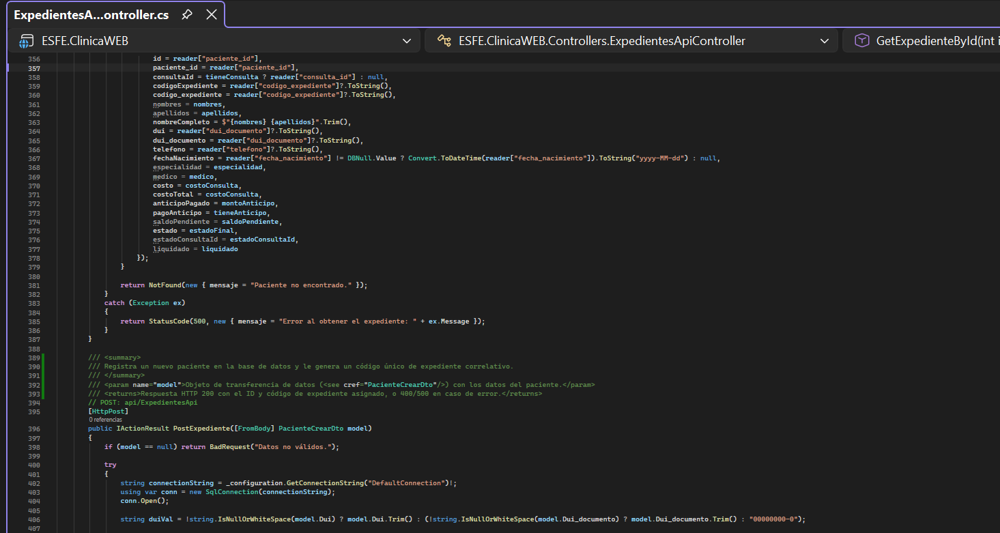 ExpedientesA...ontroller.cs
ESFE.ClinicaWEB
ESFE.ClinicaWEB.Controllers.ExpedientesApiController
GetExpedienteById(int i
356 id = reader["paciente_id"],
357 paciente_id = reader["paciente_id"],
358 consultaId = tieneConsulta ? reader["consulta_id"] : null,
359 codigoExpediente = reader["codigo_expediente"]?.ToString(),
360 codigo_expediente = reader["codigo_expediente"]?.ToString(),
361 nombres = nombres,
362 apellidos = apellidos,
363 nombreCompleto = $"{nombres} {apellidos}".Trim(),
364 dui = reader["dui_documento"]?.ToString(),
365 dui_documento = reader["dui_documento"]?.ToString(),
366 telefono = reader["telefono"]?.ToString(),
367 fechaNacimiento = reader["fecha_nacimiento"] != DBNull.Value ? Convert.ToDateTime(reader["fecha_nacimiento"]).ToString("yyyy-MM-dd") : null,
368 especialidad = especialidad,
369 medico = medico,
370 costo = costoConsulta,
371 costoTotal = costoConsulta,
372 anticipoPagado = montoAnticipo,
373 pagoAnticipo = tieneAnticipo,
374 saldoPendiente = saldoPendiente,
375 estado = estadoFinal,
376 estadoConsultaId = estadoConsultaId,
377 liquidado = liquidado
378 });
379 }
380
381 return NotFound(new { mensaje = "Paciente no encontrado." });
382 }
383 catch (Exception ex)
384 {
385 return StatusCode(500, new { mensaje = "Error al obtener el expediente: " + ex.Message });
386 }
387 }
388
389 /// <summary>
390 /// Registra un nuevo paciente en la base de datos y le genera un código único de expediente correlativo.
391 /// </summary>
392 /// <param name="model">Objeto de transferencia de datos (<see cref="PacienteCrearDto"/>) con los datos del paciente.</param>
393 /// <returns>Respuesta HTTP 200 con el ID y código de expediente asignado, o 400/500 en caso de error.</returns>
394 // POST: api/ExpedientesApi
395 [HttpPost]
0 referencias
396 public IActionResult PostExpediente([FromBody] PacienteCrearDto model)
397 {
398 if (model == null) return BadRequest("Datos no válidos.");
399
400 try
401 {
402 string connectionString = _configuration.GetConnectionString("DefaultConnection")!;
403 using var conn = new SqlConnection(connectionString);
404 conn.Open();
405
406 string duiVal = !string.IsNullOrWhiteSpace(model.Dui) ? model.Dui.Trim() : (!string.IsNullOrWhiteSpace(model.Dui_documento) ? model.Dui_documento.Trim() : "00000000-0");
407